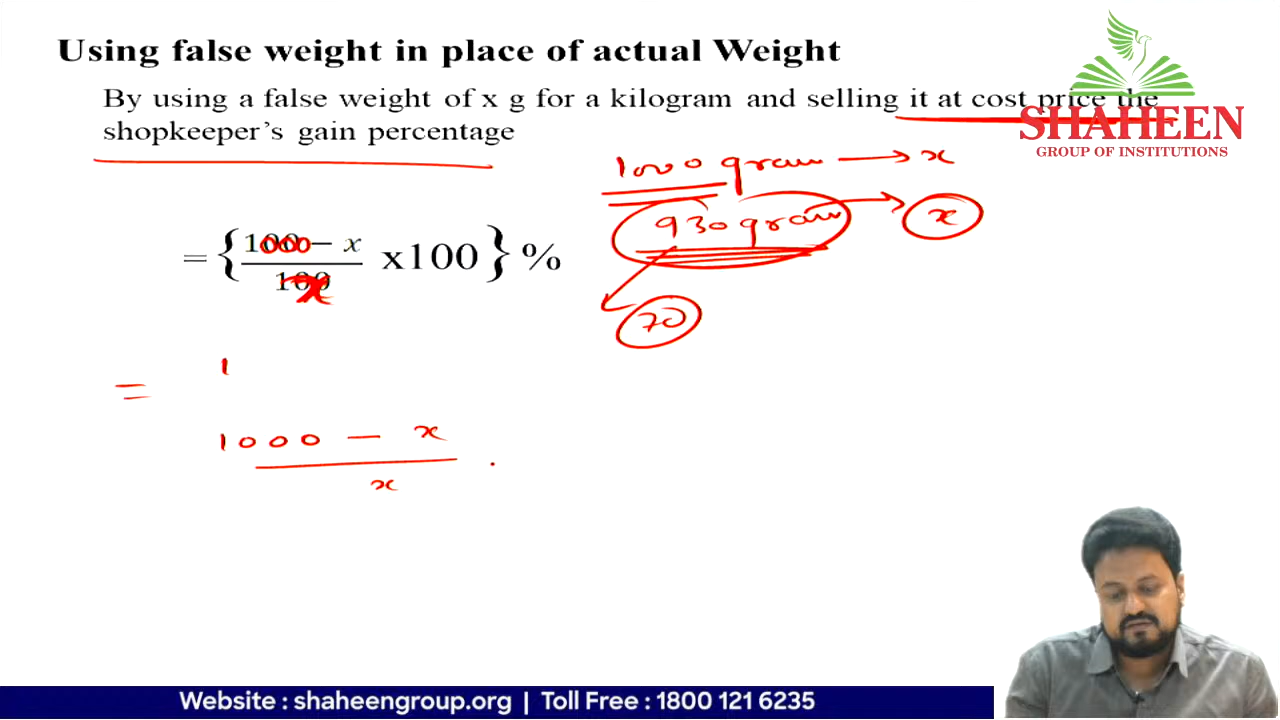 Using false weight in place of actual Weight
By using a false weight of x g for a kilogram and selling it at cost price the
shopkeeper's gain percentage
SHAHEEN
GROUP OF INSTITUTIONS
1000 gram → x
930 gram → x
70
= {1000 - x / x x100} %
= 1
1000 - x
x
Website : shaheengroup.org | Toll Free : 1800 121 6235